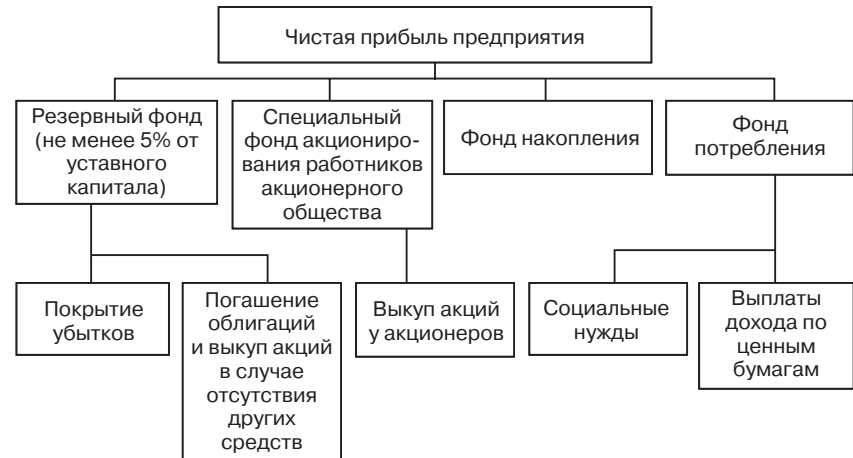 Чистая прибыль предприятия
Резервный фонд
(не менее 5% от
уставного
капитала)
Специальный
фонд акциониро-
вания работников
акционерного
общества
Фонд накопления
Фонд
потребления
Покрытие
убытков
Погашение
облигаций
и выкуп акций
в случае
отсутствия
других
средств
Выкуп акций
у акционеров
Социальные
нужды
Выплаты
дохода по
ценным
бумагам